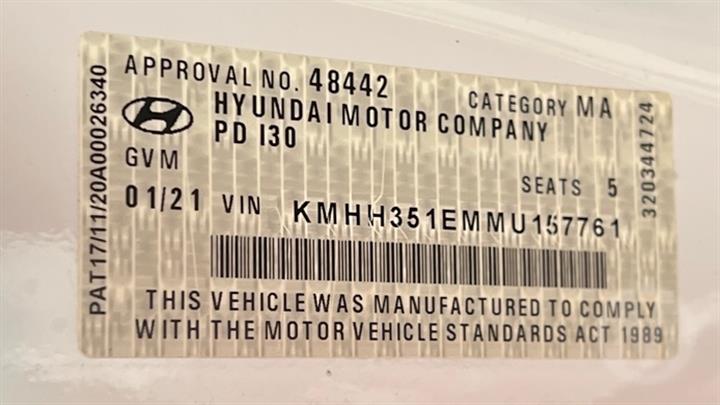 APPROVAL NO. 48442 CATEGORY MA
HYUNDAI MOTOR COMPANY
PD I30
GVM
SEATS 5
01/21 VIN KMHH351EMMU157761
THIS VEHICLE WAS MANUFACTURED TO COMPLY
WITH THE MOTOR VEHICLE STANDARDS ACT 1989
PAT17/11/20A00026340
320344724